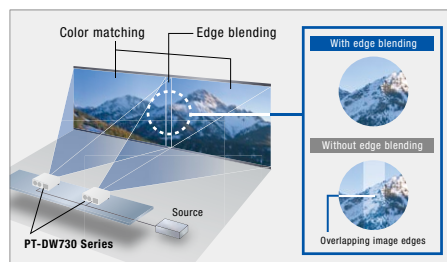 Color matching
Edge blending
With edge blending
Without edge blending
Source
PT-DW730 Series
Overlapping image edges